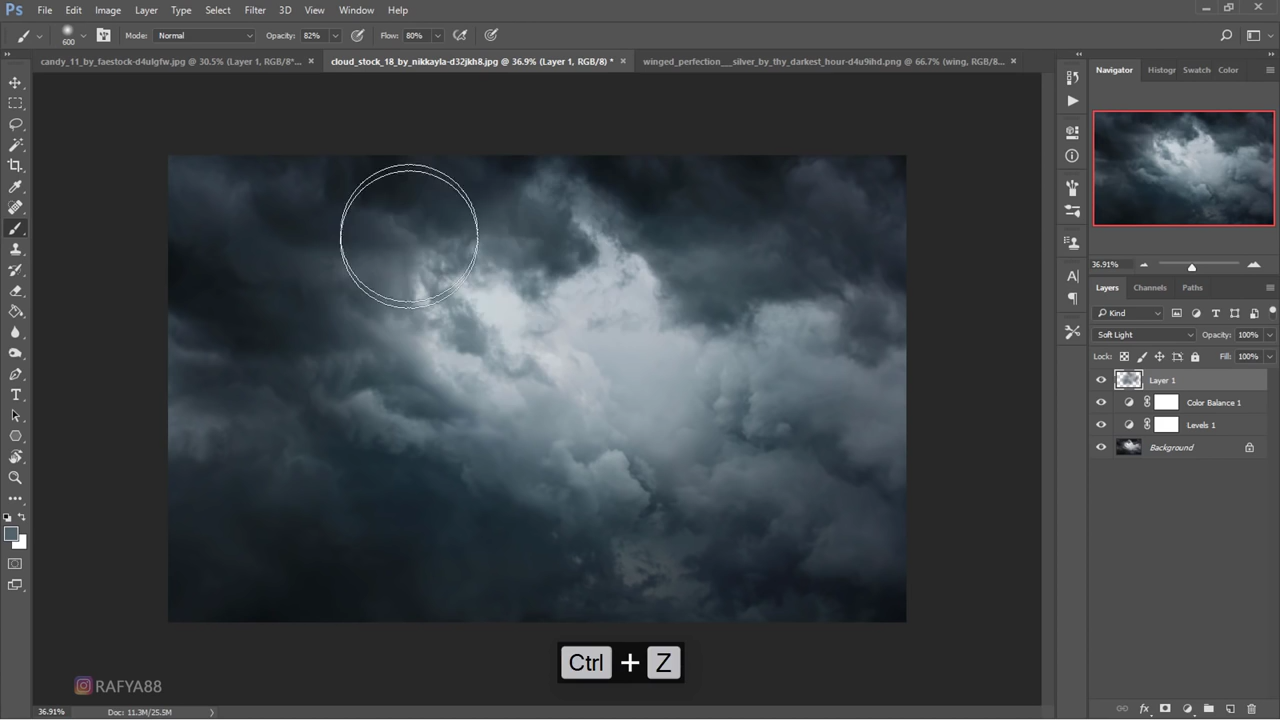 Ps File Edit Image Layer Type Select Filter 3D View Window Help
600 Mode: Normal Opacity: 82% Flow: 80%
candy_11_by_faestock-d4ulgfw.jpg @ 30.5% (Layer 1, RGB/8*... × cloud_stock_18_by_nikkayla-d32jkh8.jpg @ 36.9% (Layer 1, RGB/8) * × winged_perfection__silver_by_thy_darkest_hour-d4u9ihd.png @ 66.7% (wing, RGB/8... ×
Navigator Histogr Swatch Color
36.91%
Layers Channels Paths
Kind
Soft Light Opacity: 100%
Lock: Fill: 100%
Layer 1
Color Balance 1
Levels 1
Background
Ctrl + Z
RAFYA88
36.91% Doc: 11.3M/25.5M